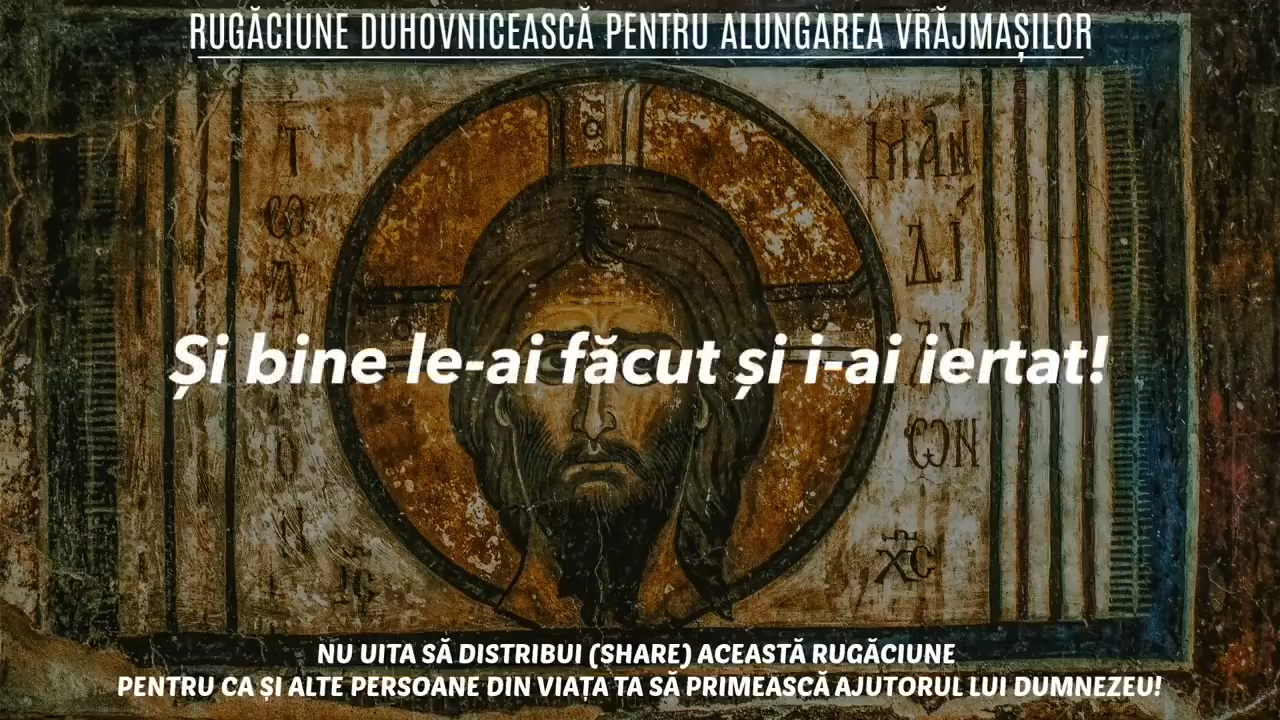 RUGĂCIUNE DUHOVNICEASCĂ PENTRU ALUNGAREA VRĂJMAȘILOR
Și bine le-ai făcut și i-ai iertat!
NU UITA SĂ DISTRIBUI (SHARE) ACEASTĂ RUGĂCIUNE
PENTRU CA ȘI ALTE PERSOANE DIN VIAȚA TA SĂ PRIMEASCĂ AJUTORUL LUI DUMNEZEU!